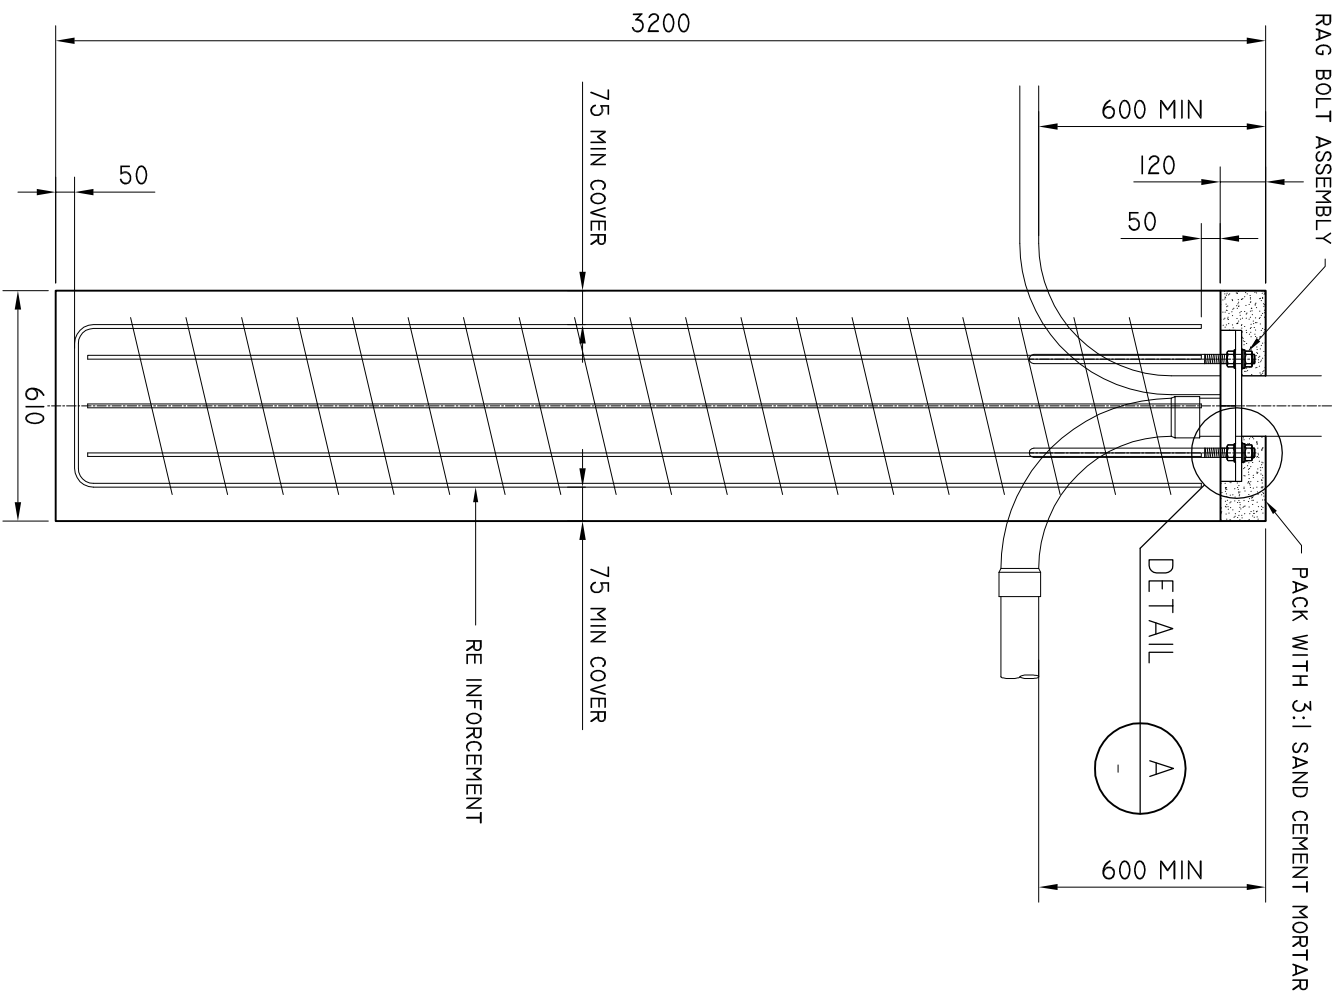 3200
RAG BOLT ASSEMBLY
600 MIN
120
50
50
75 MIN COVER
610
75 MIN COVER
RE INFORCEMENT
DETAIL
A
-
PACK WITH 3:1 SAND CEMENT MORTAR
600 MIN